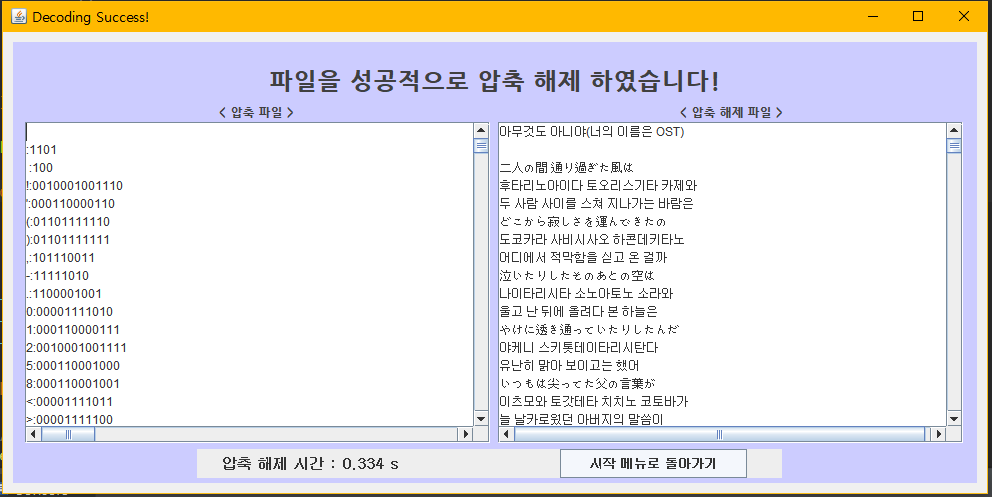 Decoding Success!
파일을 성공적으로 압축 해제 하였습니다!
< 압축 파일 >
:1101
:100
!:0010001001110
':000110000110
(:01101111110
):01101111111
,:101110011
-:11111010
.:1100001001
0:00001111010
1:000110000111
2:0010001001111
5:000110001000
8:000110001001
<:00001111011
>:00001111100
< 압축 해제 파일 >
아무것도 아니야(너의 이름은 OST)
二人の間 通り過ぎた風は
후타리노아이다 토오리스기타 카제와
두 사람 사이를 스쳐 지나가는 바람은
どこから寂しさを運んできたの
도코카라 사비시사오 하콘데키타노
어디에서 적막함을 싣고 온 걸까
泣いたりしたそのあとの空は
나이타리시타 소노아토노 소라와
울고 난 뒤에 올려다 본 하늘은
やけに透き通っていたりしたんだ
야케니 스키톳테이타리시탄다
유난히 맑아 보이고는 했어
いつもは尖ってた父の言葉が
이츠모와 토갓테타 치치노 코토바가
늘 날카로웠던 아버지의 말씀이
압축 해제 시간 : 0.334 s
시작 메뉴로 돌아가기